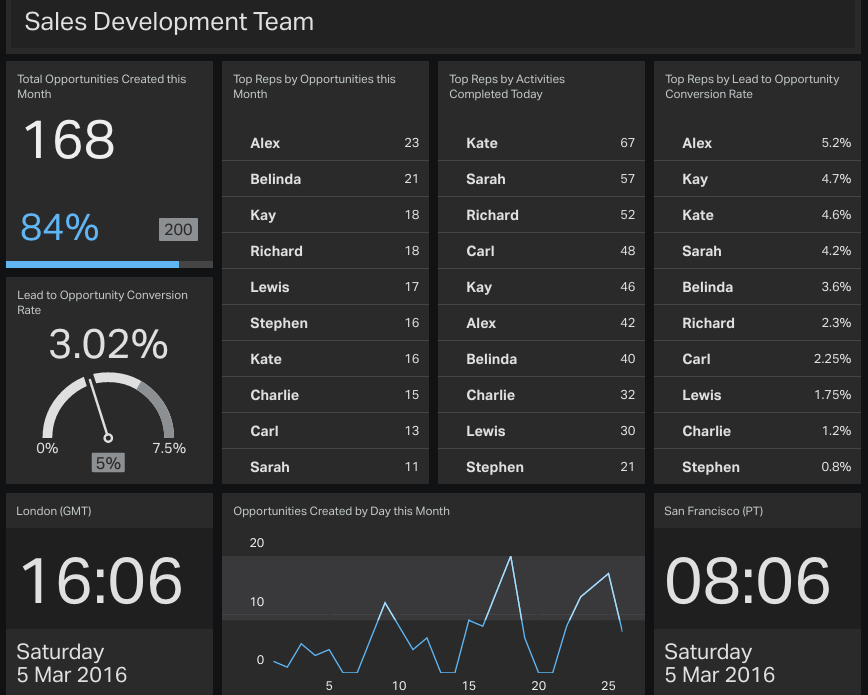 Sales Development Team
Total Opportunities Created this
Month
168
84%
200
Lead to Opportunity Conversion
Rate
3.02%
0%
7.5%
5%
Top Reps by Opportunities this
Month
Alex 23
Belinda 21
Kay 18
Richard 18
Lewis 17
Stephen 16
Kate 16
Charlie 15
Carl 13
Sarah 11
Top Reps by Activities
Completed Today
Kate 67
Sarah 57
Richard 52
Carl 48
Kay 46
Alex 42
Belinda 40
Charlie 32
Lewis 30
Stephen 21
Top Reps by Lead to Opportunity
Conversion Rate
Alex 5.2%
Kay 4.7%
Kate 4.6%
Sarah 4.2%
Belinda 3.6%
Richard 2.3%
Carl 2.25%
Lewis 1.75%
Charlie 1.2%
Stephen 0.8%
London (GMT)
16:06
Saturday
5 Mar 2016
Opportunities Created by Day this Month
20
10
0
5 10 15 20 25
San Francisco (PT)
08:06
Saturday
5 Mar 2016